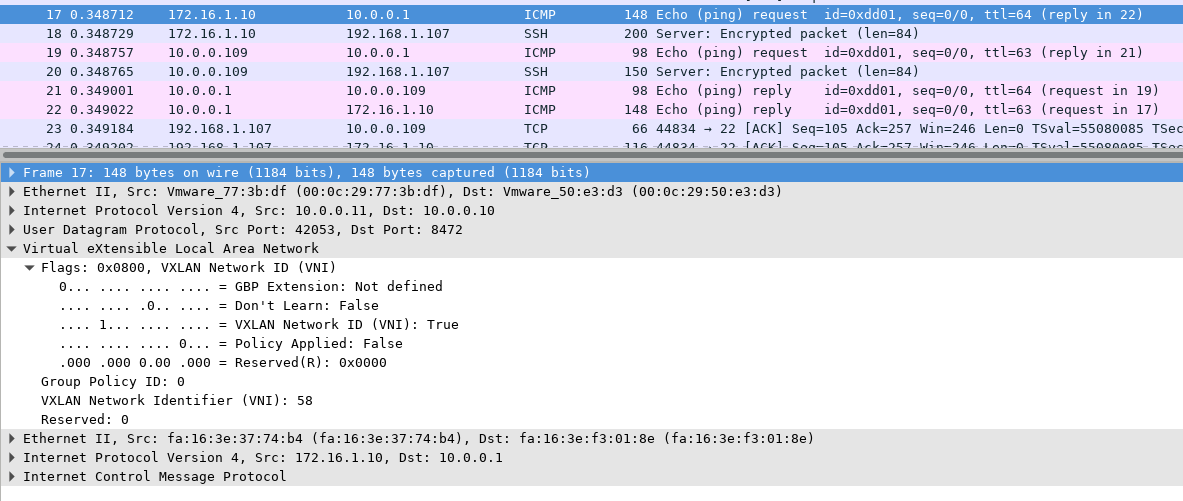 17 0.348712 172.16.1.10 10.0.0.1 ICMP 148 Echo (ping) request id=0xdd01, seq=0/0, ttl=64 (reply in 22)
18 0.348729 172.16.1.10 192.168.1.107 SSH 200 Server: Encrypted packet (len=84)
19 0.348757 10.0.0.109 10.0.0.1 ICMP 98 Echo (ping) request id=0xdd01, seq=0/0, ttl=63 (reply in 21)
20 0.348765 10.0.0.109 192.168.1.107 SSH 150 Server: Encrypted packet (len=84)
21 0.349001 10.0.0.1 10.0.0.109 ICMP 98 Echo (ping) reply id=0xdd01, seq=0/0, ttl=64 (request in 19)
22 0.349022 10.0.0.1 172.16.1.10 ICMP 148 Echo (ping) reply id=0xdd01, seq=0/0, ttl=63 (request in 17)
23 0.349184 192.168.1.107 10.0.0.109 TCP 66 44834 → 22 [ACK] Seq=105 Ack=257 Win=246 Len=0 TSval=55080085 TSec
24 0.349202 192.168.1.107 172.16.1.10 TCP 116 44834 → 22 [ACK] Seq=105 Ack=257 Win=246 Len=0 TSval=55080085 TSec
Frame 17: 148 bytes on wire (1184 bits), 148 bytes captured (1184 bits)
Ethernet II, Src: Vmware_77:3b:df (00:0c:29:77:3b:df), Dst: Vmware_50:e3:d3 (00:0c:29:50:e3:d3)
Internet Protocol Version 4, Src: 10.0.0.11, Dst: 10.0.0.10
User Datagram Protocol, Src Port: 42053, Dst Port: 8472
Virtual eXtensible Local Area Network
Flags: 0x0800, VXLAN Network ID (VNI)
0... .... .... .... = GBP Extension: Not defined
.... .... .0.. .... = Don't Learn: False
.... 1... .... .... = VXLAN Network ID (VNI): True
.... .... .... 0... = Policy Applied: False
.000 .000 0.00 .000 = Reserved(R): 0x0000
Group Policy ID: 0
VXLAN Network Identifier (VNI): 58
Reserved: 0
Ethernet II, Src: fa:16:3e:37:74:b4 (fa:16:3e:37:74:b4), Dst: fa:16:3e:f3:01:8e (fa:16:3e:f3:01:8e)
Internet Protocol Version 4, Src: 172.16.1.10, Dst: 10.0.0.1
Internet Control Message Protocol